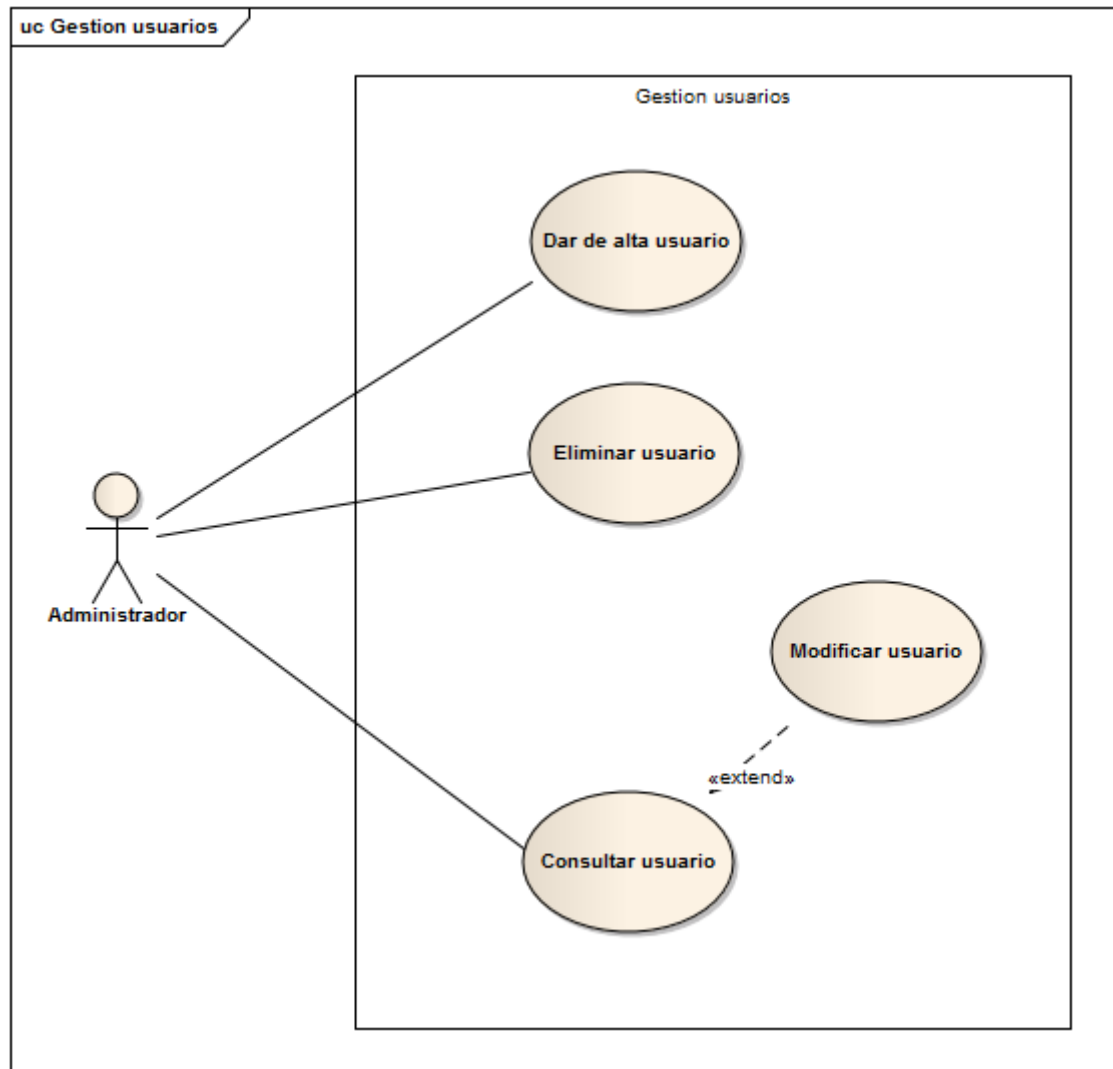 uc Gestion usuarios
Gestion usuarios
Dar de alta usuario
Eliminar usuario
Administrador
Modificar usuario
«extend»
Consultar usuario